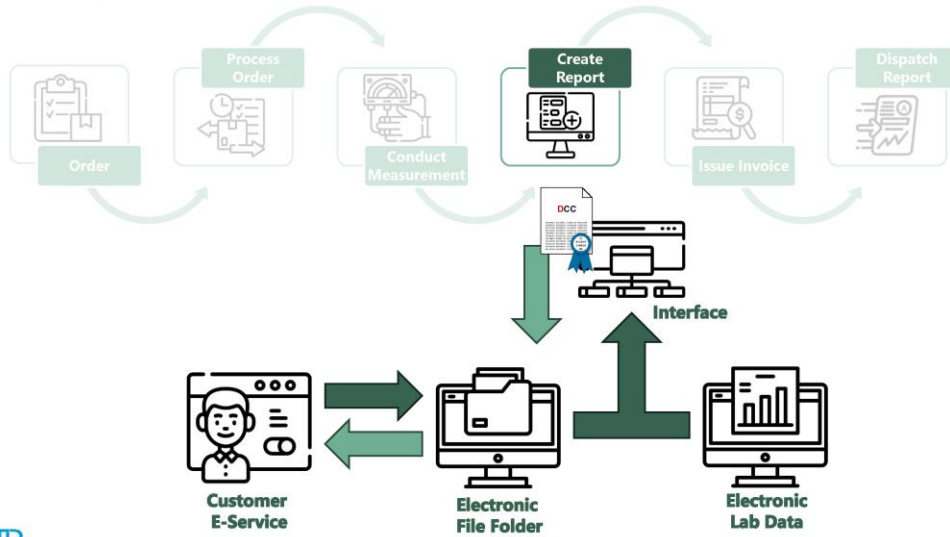 Process
Order
Create
Report
Dispatch
Report
Order
Conduct
Measurement
Issue Invoice
DCC
Interface
Customer
E-Service
Electronic
File Folder
Electronic
Lab Data